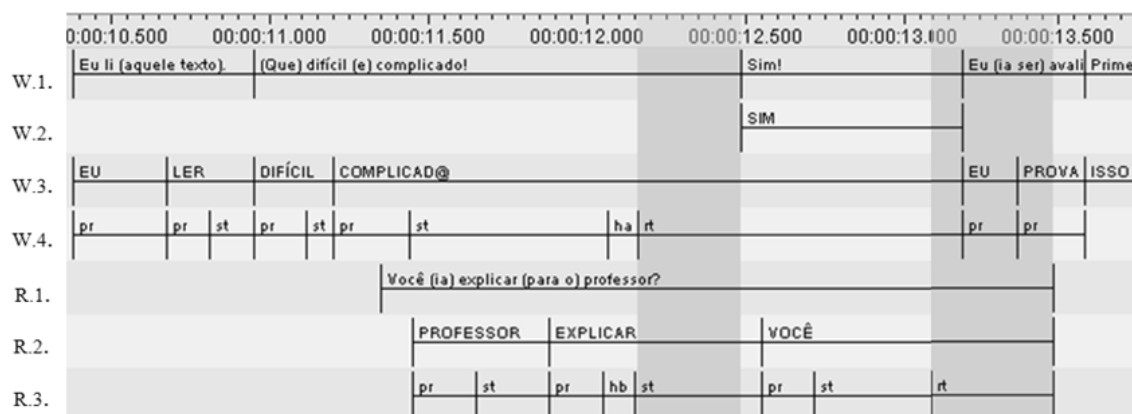 0:00:10.500 00:00:11.000 00:00:11.500 00:00:12.000 00:00:12.500 00:00:13.000 00:00:13.500
W.1. Eu li (aquele texto). (Que) difícil (e) complicado! Sim! Eu (ia ser) avali Prime
W.2. SIM
W.3. EU LER DIFÍCIL COMPLICAD@ EU PROVA ISSO
W.4. pr pr st pr st pr st ha rt pr pr
R.1. Você (ia) explicar (para o) professor?
R.2. PROFESSOR EXPLICAR VOCÊ
R.3. pr st pr hb st pr st rt